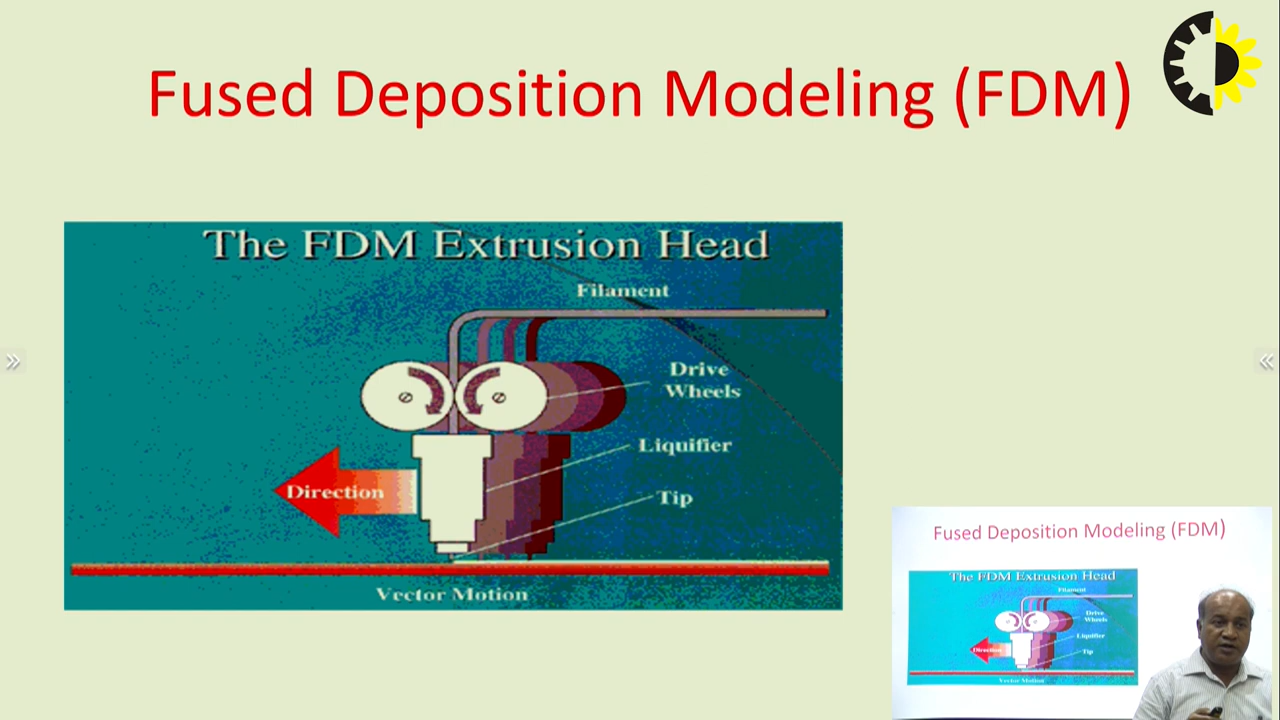 Fused Deposition Modeling (FDM)
The FDM Extrusion Head
Filament
Drive
Wheels
Liquifier
Tip
Direction
Vector Motion
Fused Deposition Modeling (FDM)
The FDM Extrusion Head
Filament
Drive
Wheels
Liquifier
Tip
Direction
Vector Motion